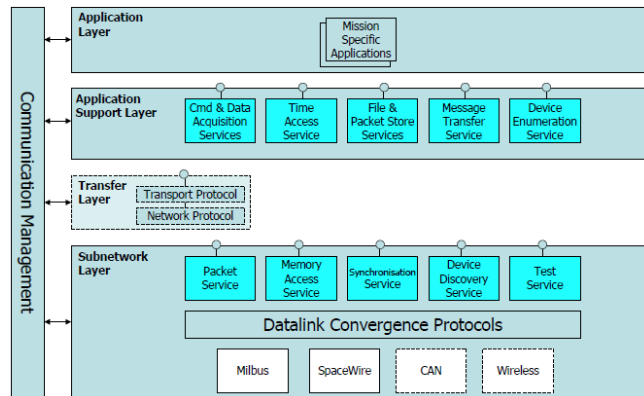 Communication Management
Application
Layer
Mission
Specific
Applications
Application
Support Layer
Cmd & Data
Acquisition
Services
Time
Access
Service
File &
Packet Store
Services
Message
Transfer
Service
Device
Enumeration
Service
Transfer
Layer
Transport Protocol
Network Protocol
Subnetwork
Layer
Packet
Service
Memory
Access
Service
Synchronisation
Service
Device
Discovery
Service
Test
Service
Datalink Convergence Protocols
Milbus
SpaceWire
CAN
Wireless